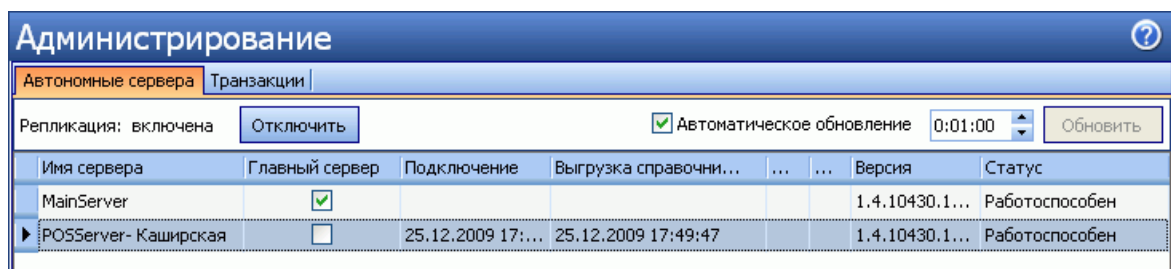 Администрирование
Автономные сервера Транзакции
Репликация: включена Отключить Автоматическое обновление 0:01:00 Обновить
Имя сервера Главный сервер Подключение Выгрузка справочни... ... ... Версия Статус
MainServer 1.4.10430.1... Работоспособен
POSServer- Каширская 25.12.2009 17:... 25.12.2009 17:49:47 1.4.10430.1... Работоспособен